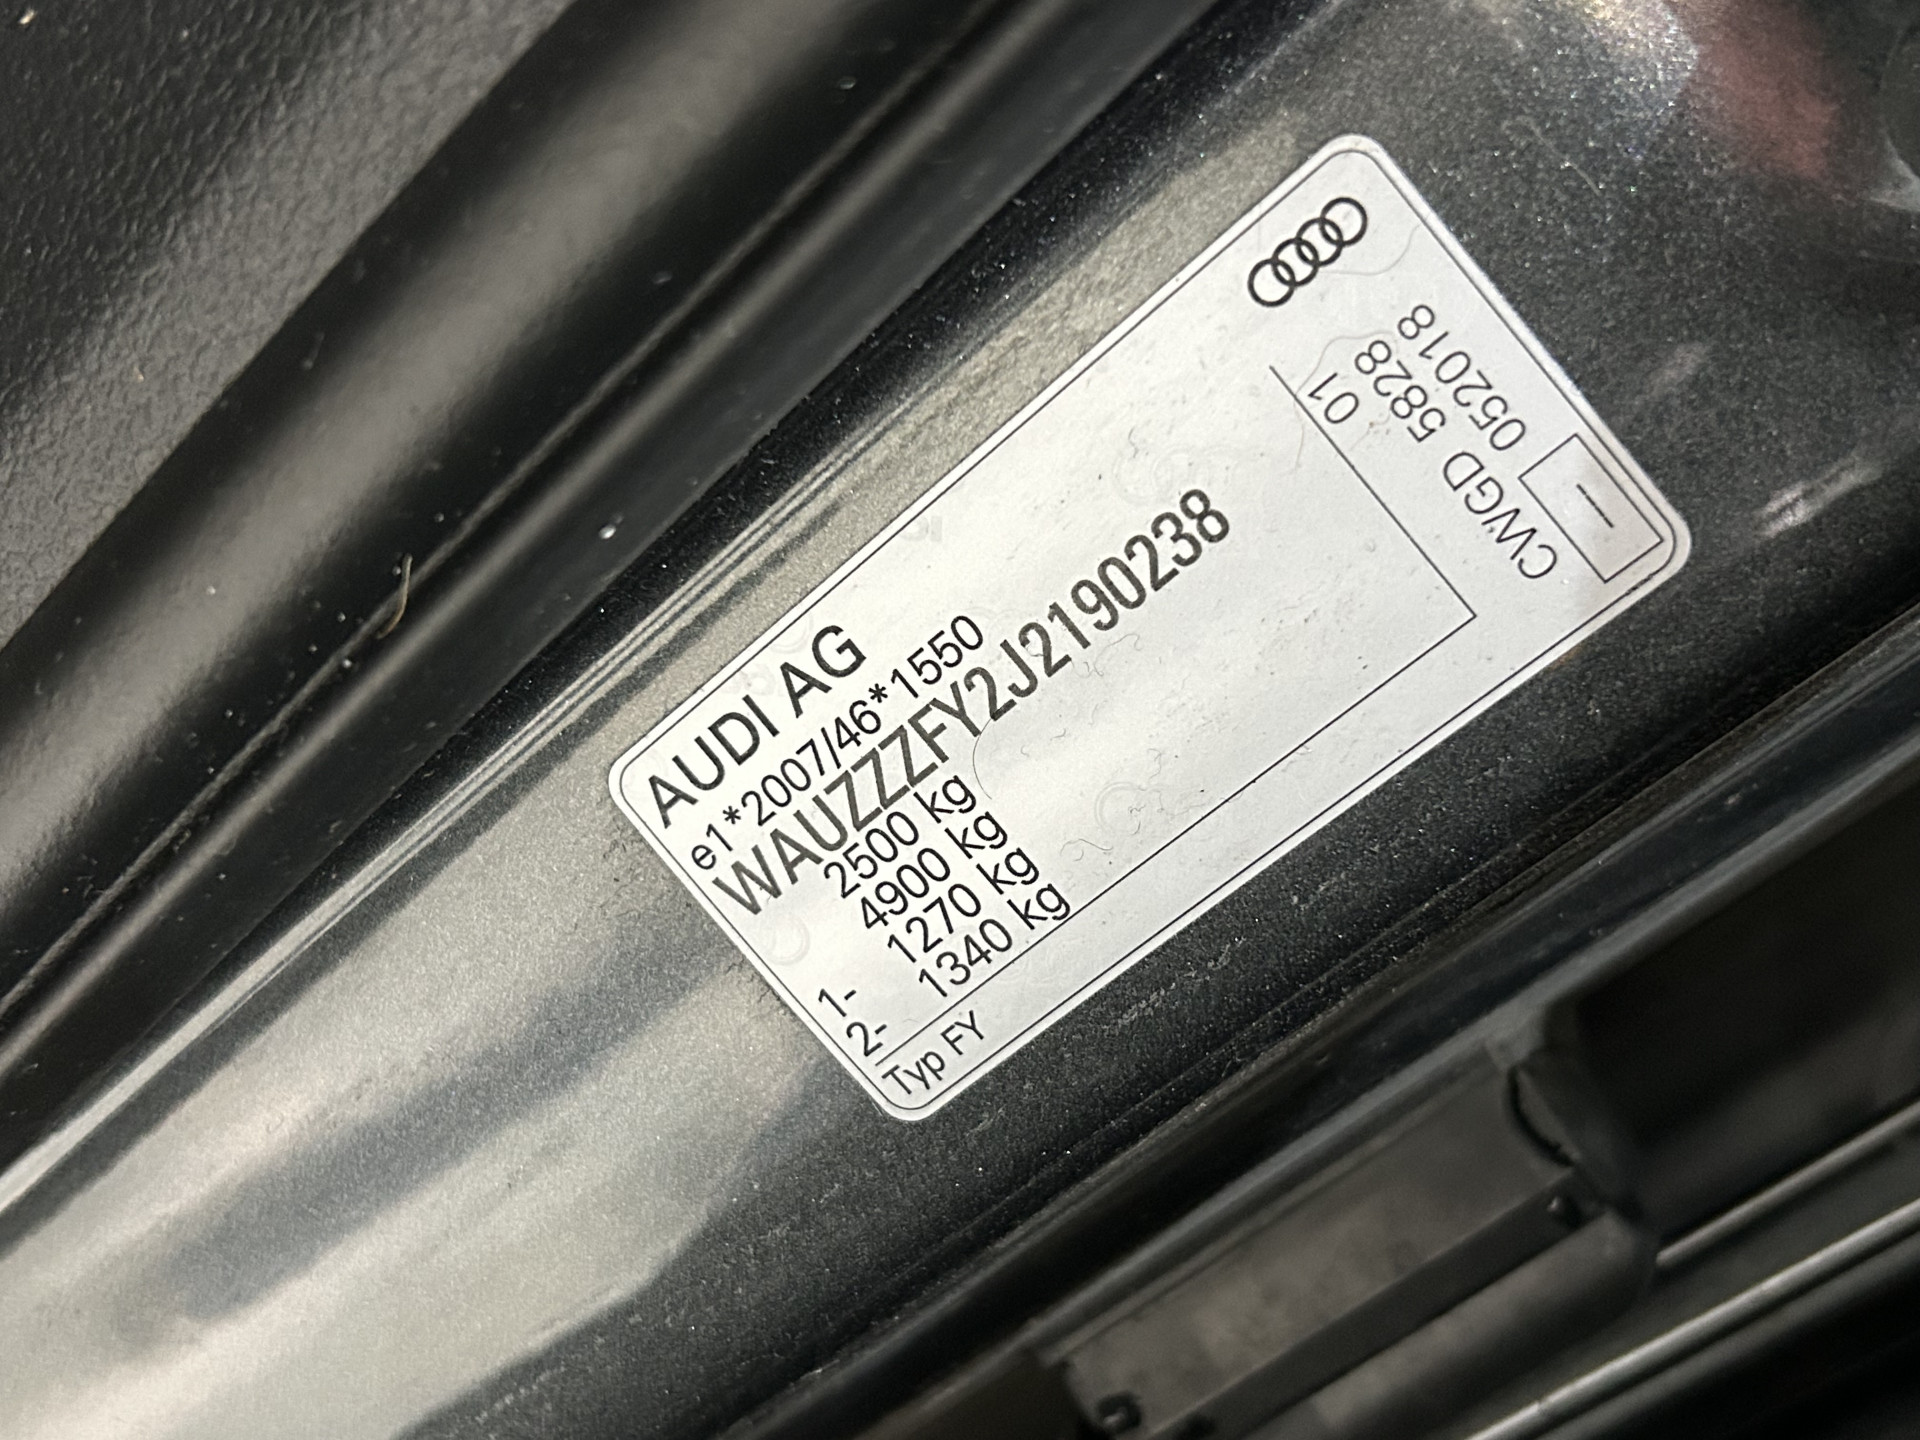 AUDI AG
e1*2007/46*1550
WAUZZZFY2J2190238
2500 kg
4900 kg
1- 1270 kg
2- 1340 kg
Typ FY
01
5828
CWGD 052018
-